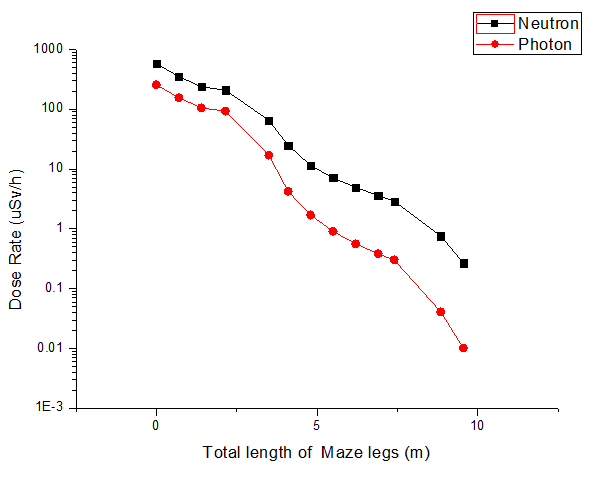 Neutron
Photon
1000
100
10
1
0.1
0.01
1E-3
0
5
10
Dose Rate (uSv/h)
Total length of  Maze legs (m)